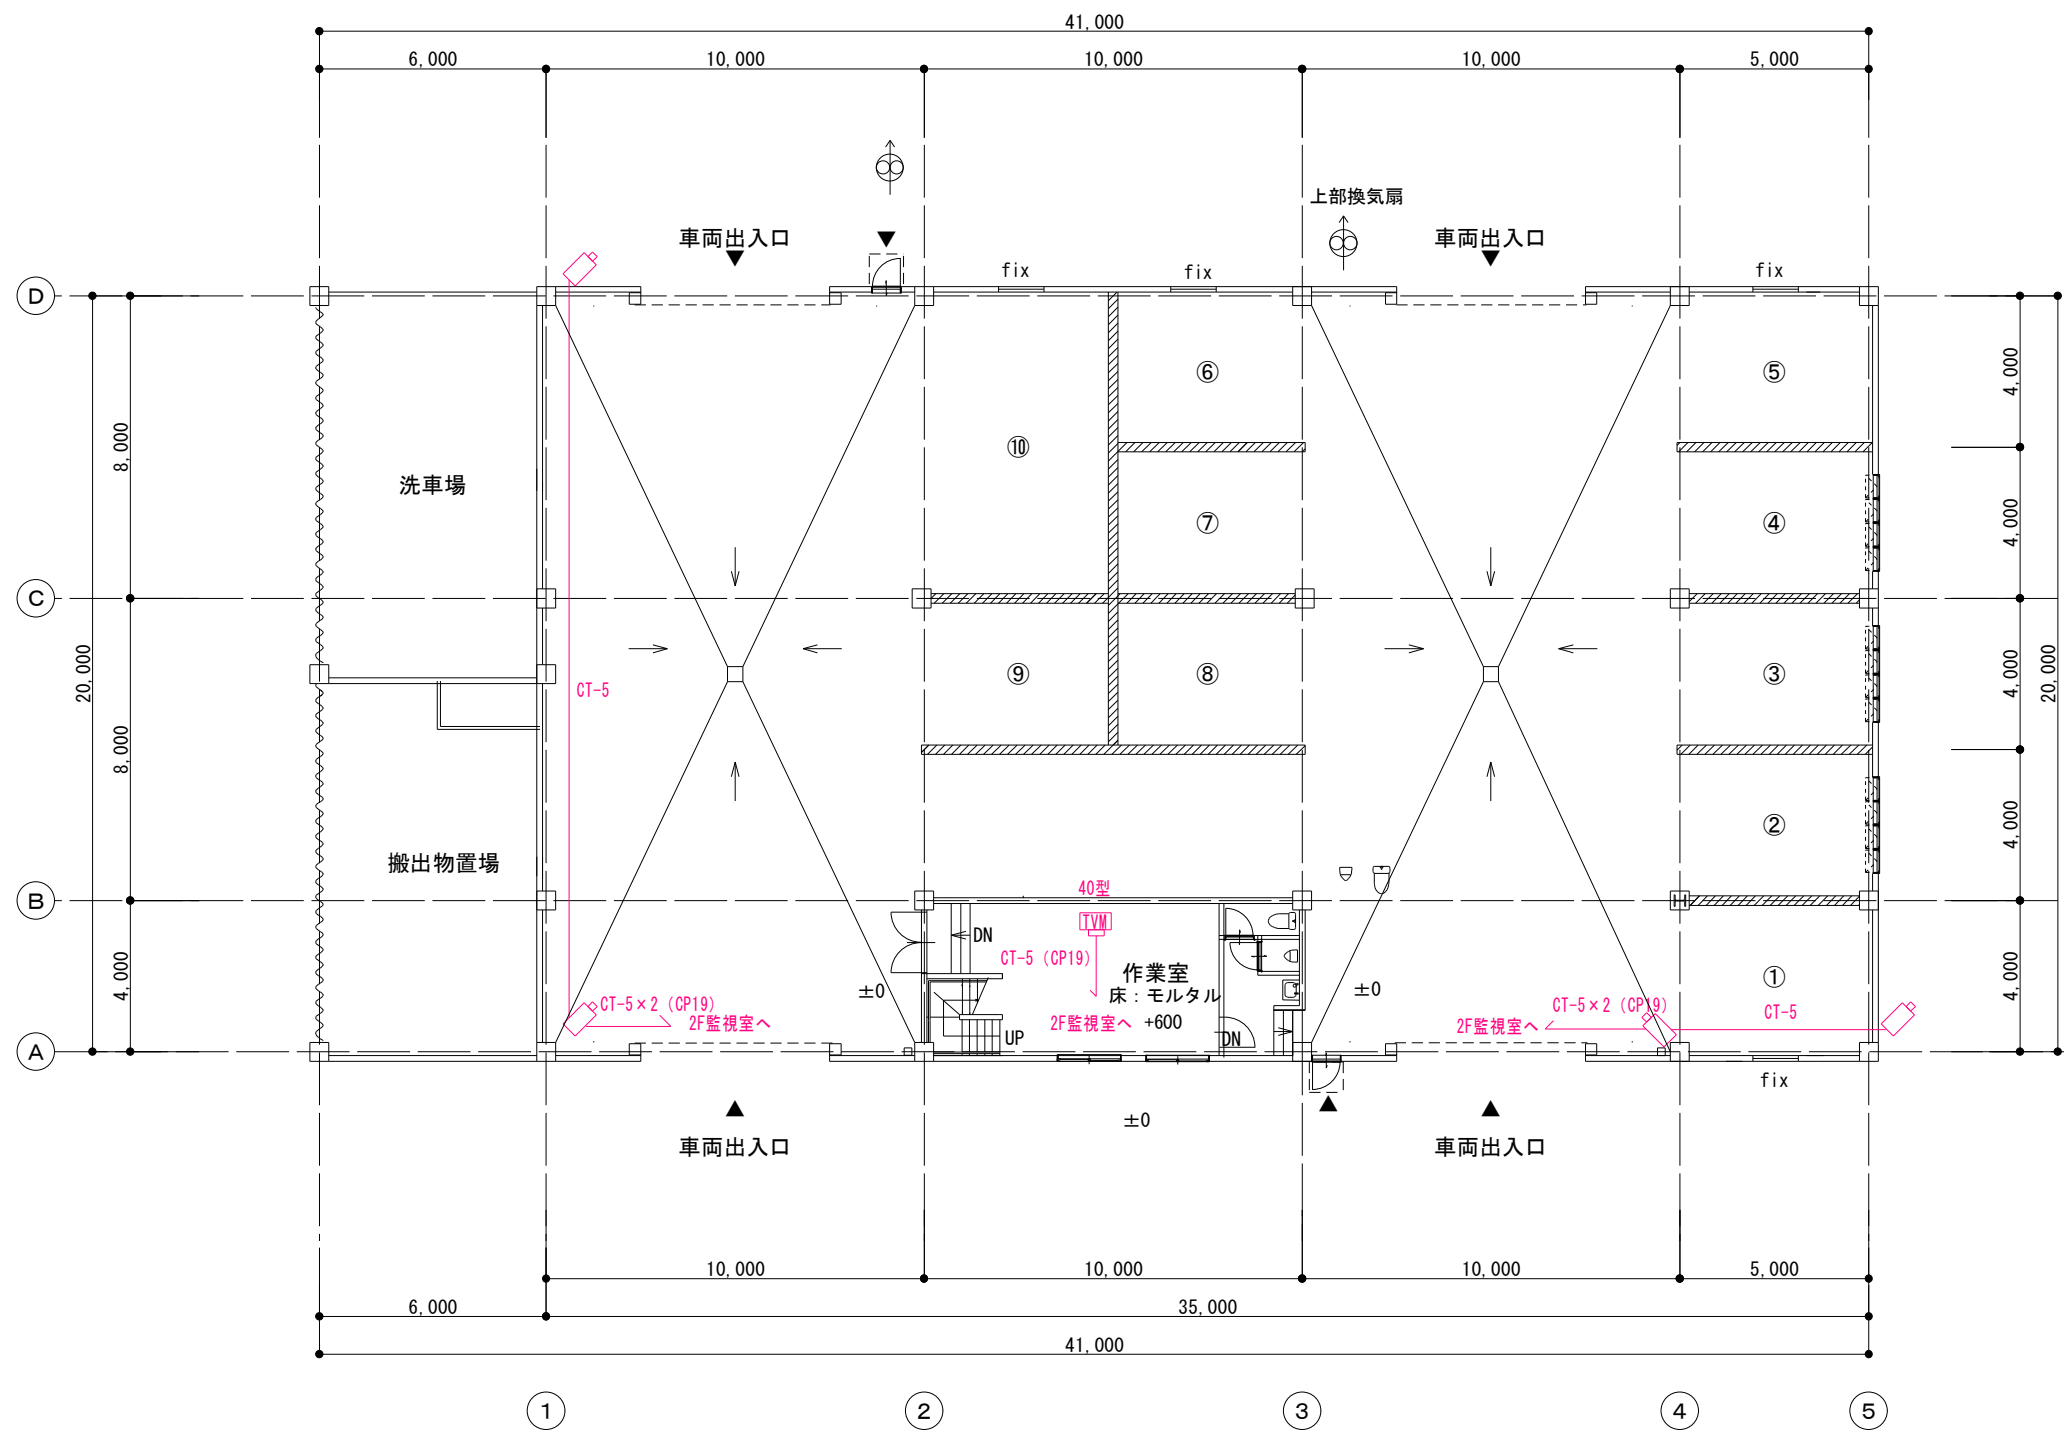 41,000
6,000 10,000 10,000 10,000 5,000
上部換気扇
車両出入口 車両出入口
fix fix fix
D
⑥ ⑤
4,000
8,000
⑩
洗車場
⑦ ④
4,000
C
20,000
⑨ ⑧ ③
4,000
20,000
CT-5
8,000
② 
4,000
搬出物置場
40型
B
TVM
DN
CT-5 (CP19)
作業室
床:モルタル
2F監視室へ +600
UP DN
±0 ±0
①
4,000
4,000
CT-5×2 (CP19)
2F監視室へ
CT-5×2 (CP19)
2F監視室へ
CT-5
A
fix
±0
車両出入口 車両出入口
10,000 10,000 10,000 5,000
6,000 35,000
41,000
1 2 3 4 5